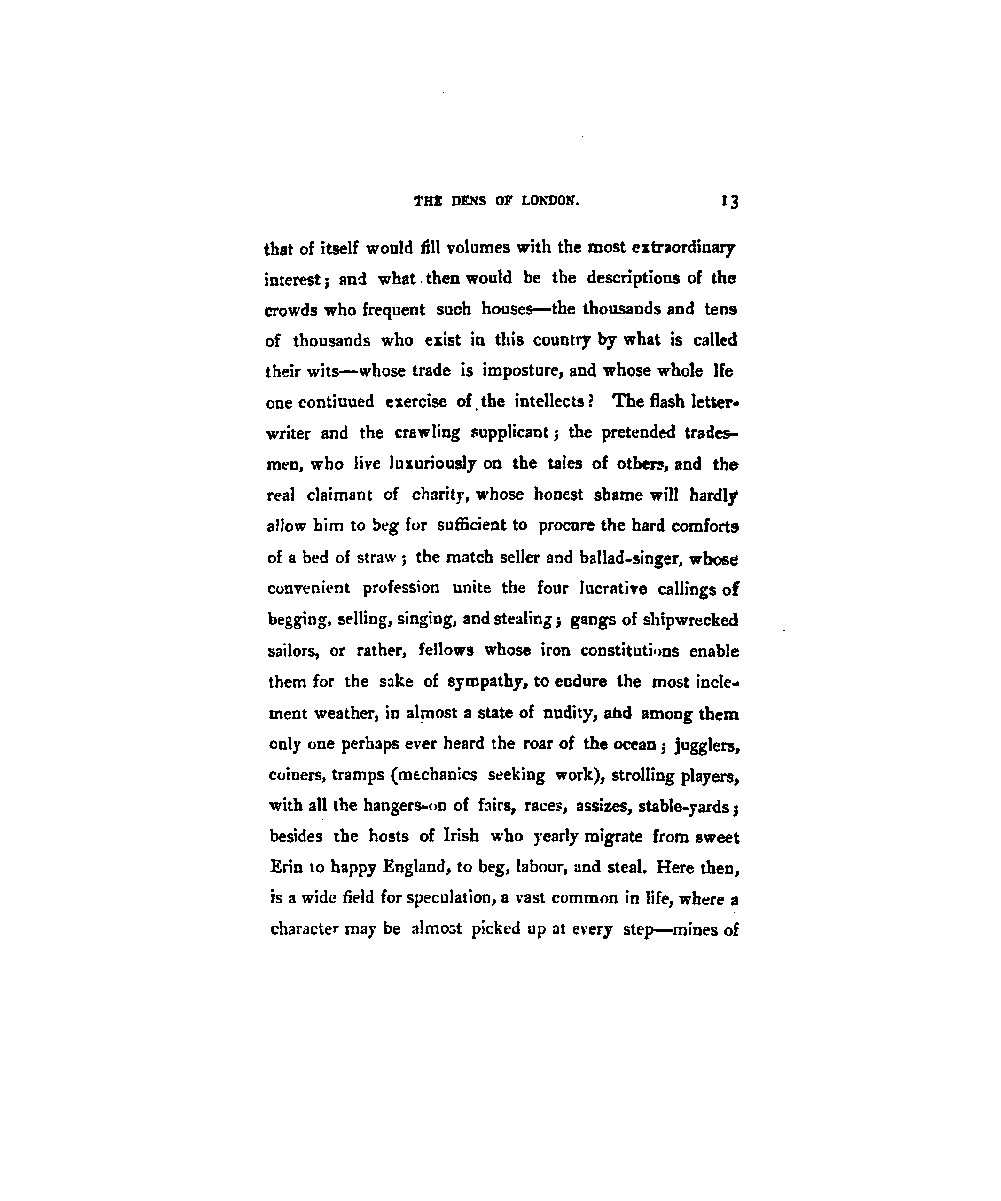 THE DENS OF LONDON. 13
that of itself would fill volumes with the most extraordinary
interest; and what then would be the descriptions of the
crowds who frequent such houses—the thousands and tens
of thousands who exist in this country by what is called
their wits—whose trade is imposture, and whose whole lfe
one continued exercise of the intellects? The flash letter-
writer and the crawling supplicant; the pretended trades-
men, who live luxuriously on the tales of others, and the
real claimant of charity, whose honest shame will hardly
allow him to beg for sufficient to procure the hard comforts
of a bed of straw; the match seller and ballad-singer, whose
convenient profession unite the four lucrative callings of
begging, selling, singing, and stealing; gangs of shipwrecked
sailors, or rather, fellows whose iron constitutions enable
them for the sake of sympathy, to endure the most incle-
ment weather, in almost a state of nudity, and among them
only one perhaps ever heard the roar of the ocean; jugglers,
coiners, tramps (mechanics seeking work), strolling players,
with all the hangers-on of fairs, races, assizes, stable-yards;
besides the hosts of Irish who yearly migrate from sweet
Erin to happy England, to beg, labour, and steal. Here then,
is a wide field for speculation, a vast common in life, where a
character may be almost picked up at every step—mines of